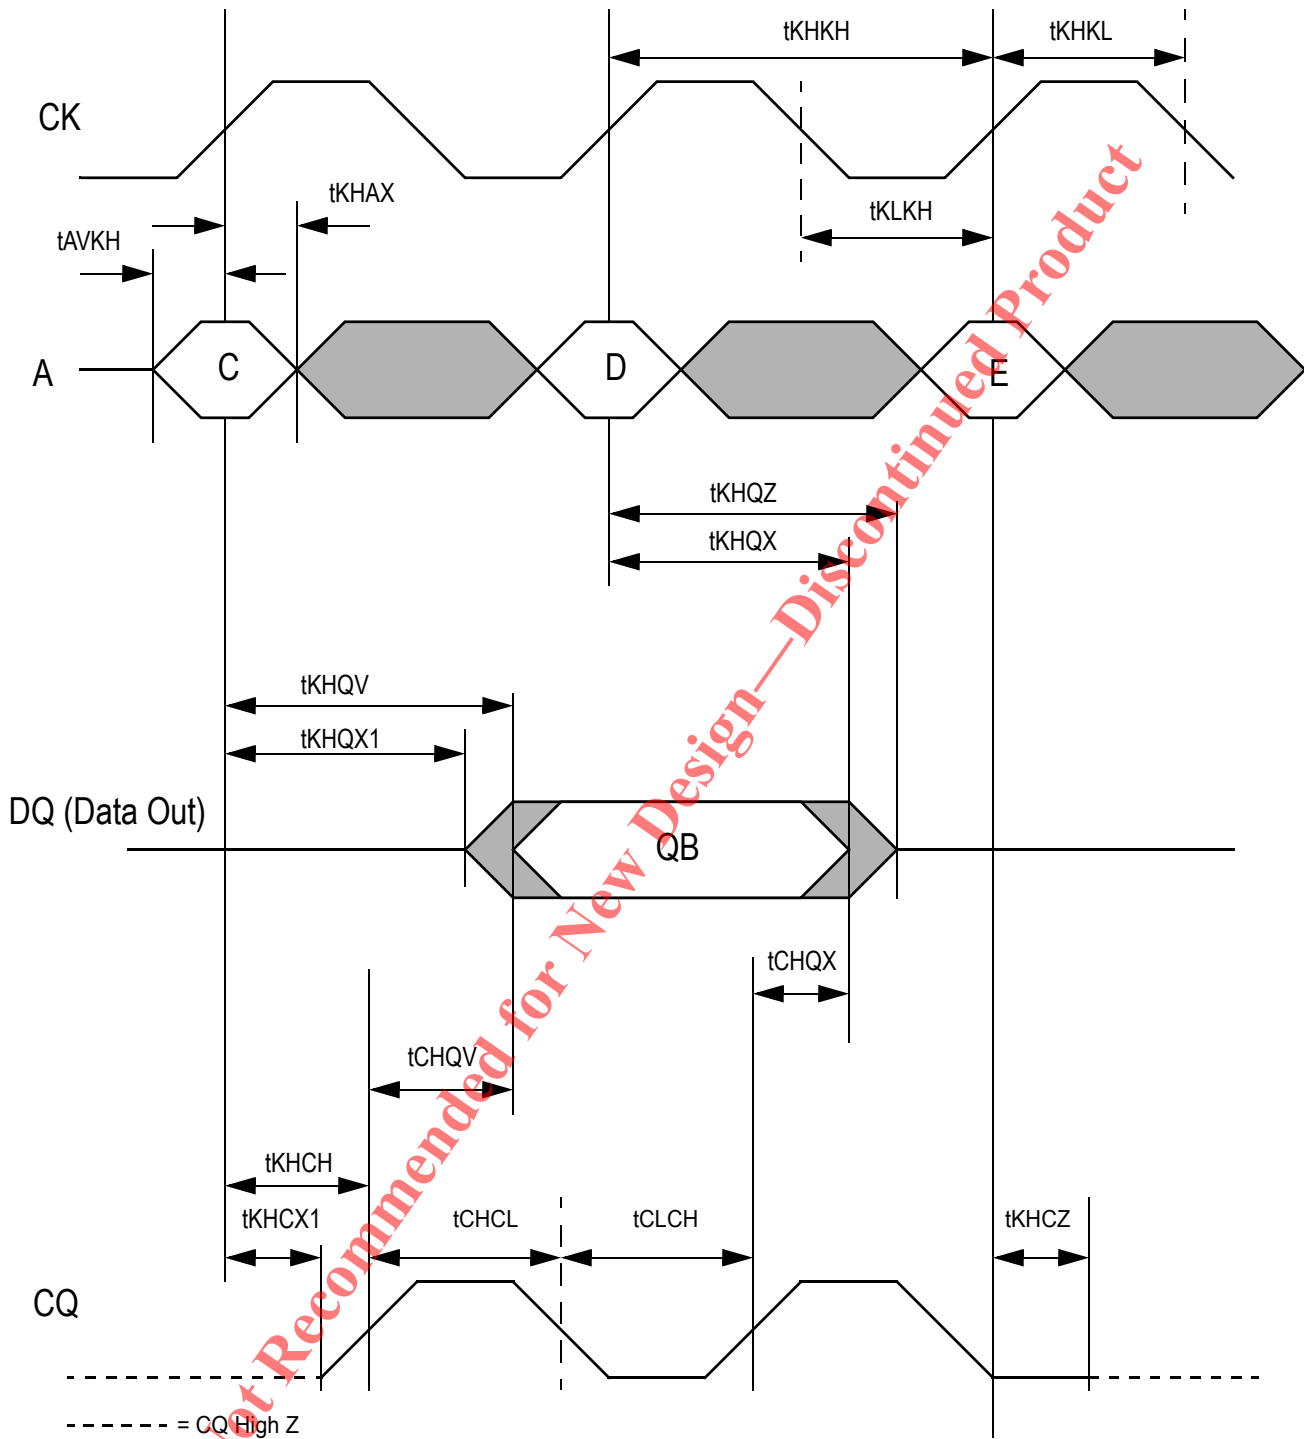 tKHKH
tKHKL
CK
tKHAX
tKLKH
tAVKH
A
C
D
E
tKHQZ
tKHQX
tKHQV
tKHQX1
DQ (Data Out)
QB
tCHQX
tCHQV
tKHCH
tKHCX1
tCHCL
tCLCH
tKHCZ
CQ
= CQ High Z
Not Recommended for New Design—Discontinued Product